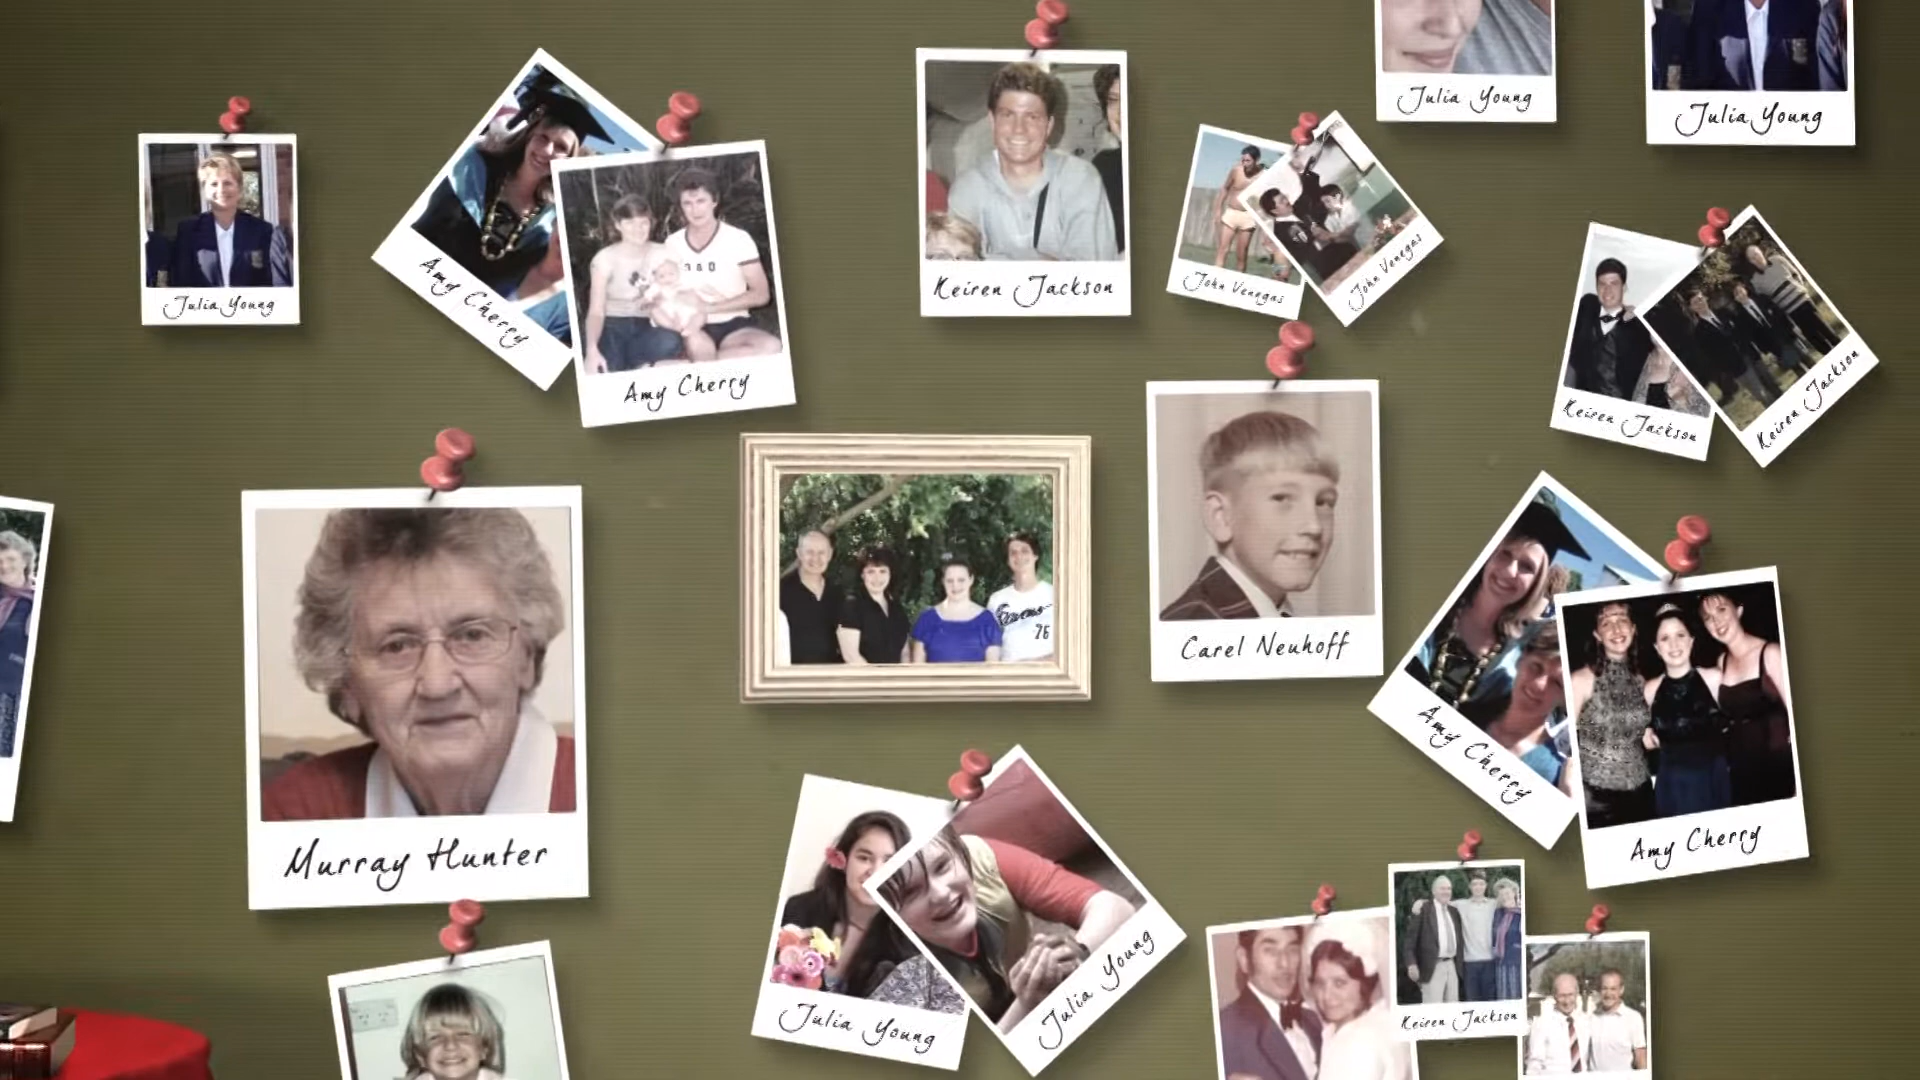 Julia Young
Julia Young
Julia Young
Amy Cherry
Amy Cherry
Keiren Jackson
John Venegas
John Venegas
Keiren Jackson
Keiren Jackson
Carel Neuhoff
76
Murray Hunter
Amy Cherry
Amy Cherry
Julia Young
Julia Young
Keiren Jackson